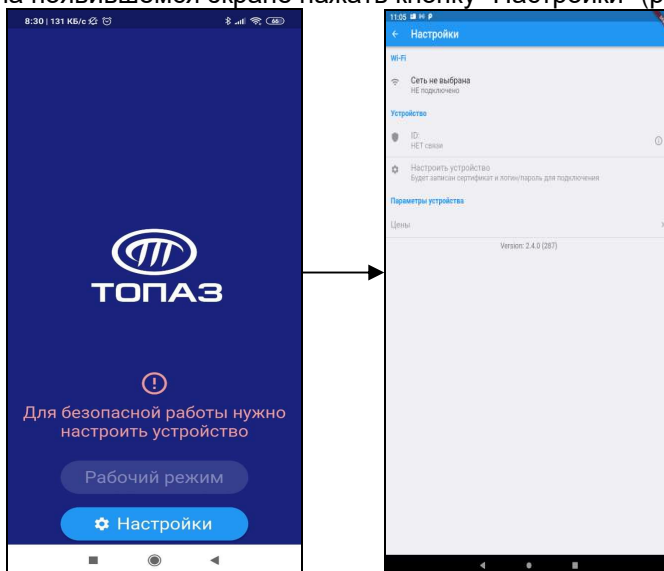 на появившемся экране нажать кнопку "Настройки" (р
8:30 | 131 КБ/с
66
ТОПАЗ
Для безопасной работы нужно
настроить устройство
Рабочий режим
Настройки
11:05
Настройки
Wi-Fi
Сеть не выбрана
НЕ подключено
Устройство
ID:
НЕТ связи
Настроить устройство
Будет записан сертификат и логин/пароль для подключения
Параметры устройства
Цены
Version: 2.4.0 (287)